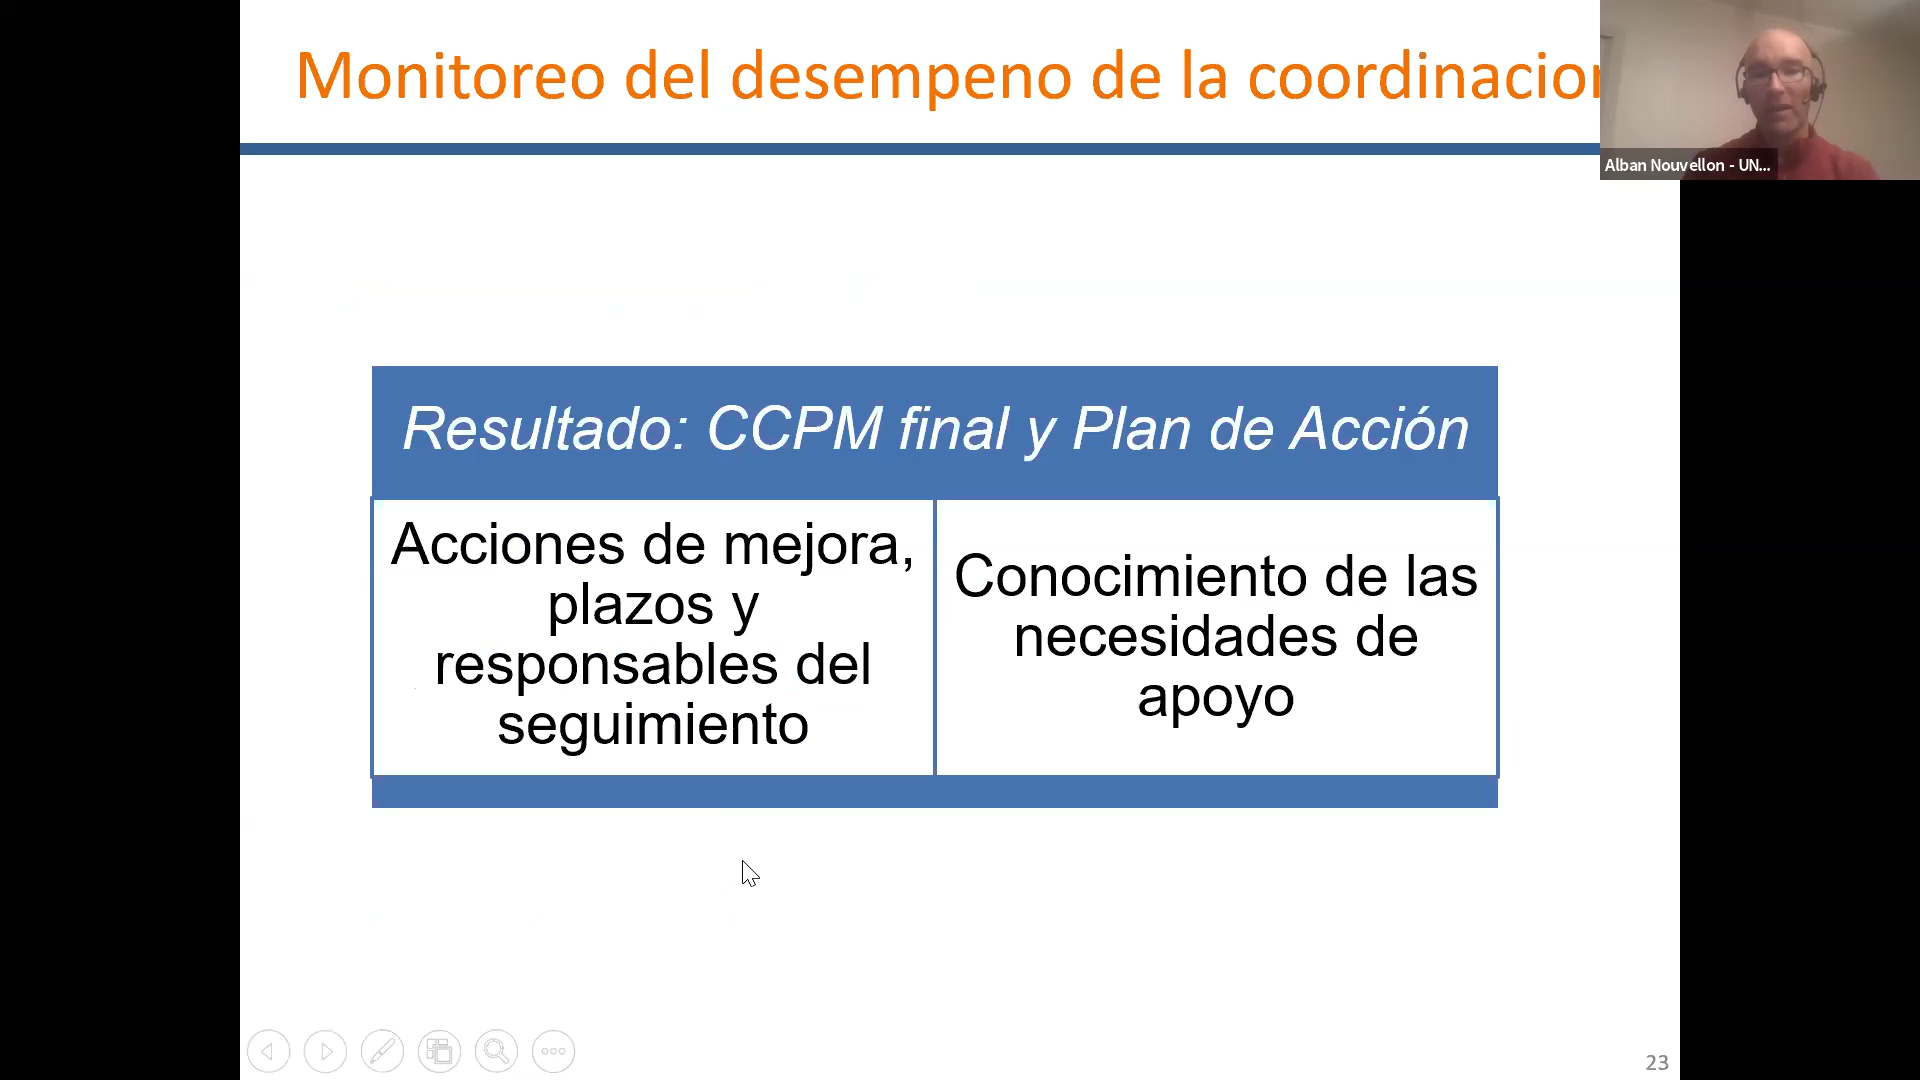 Monitoreo del desempeno de la coordinacion
Alban Nouvellon - UN...
Resultado: CCPM final y Plan de Acción
Acciones de mejora,
plazos y
responsables del
seguimiento
Conocimiento de las
necesidades de
apoyo
23